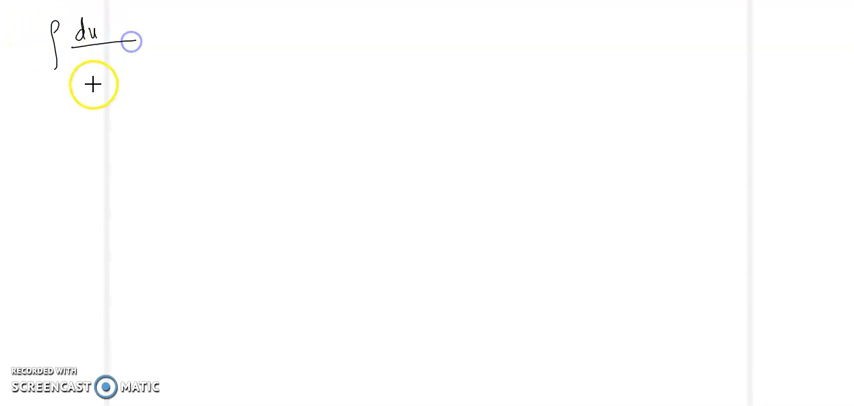 ∫ du
RECORDED WITH
SCREENCAST MATIC